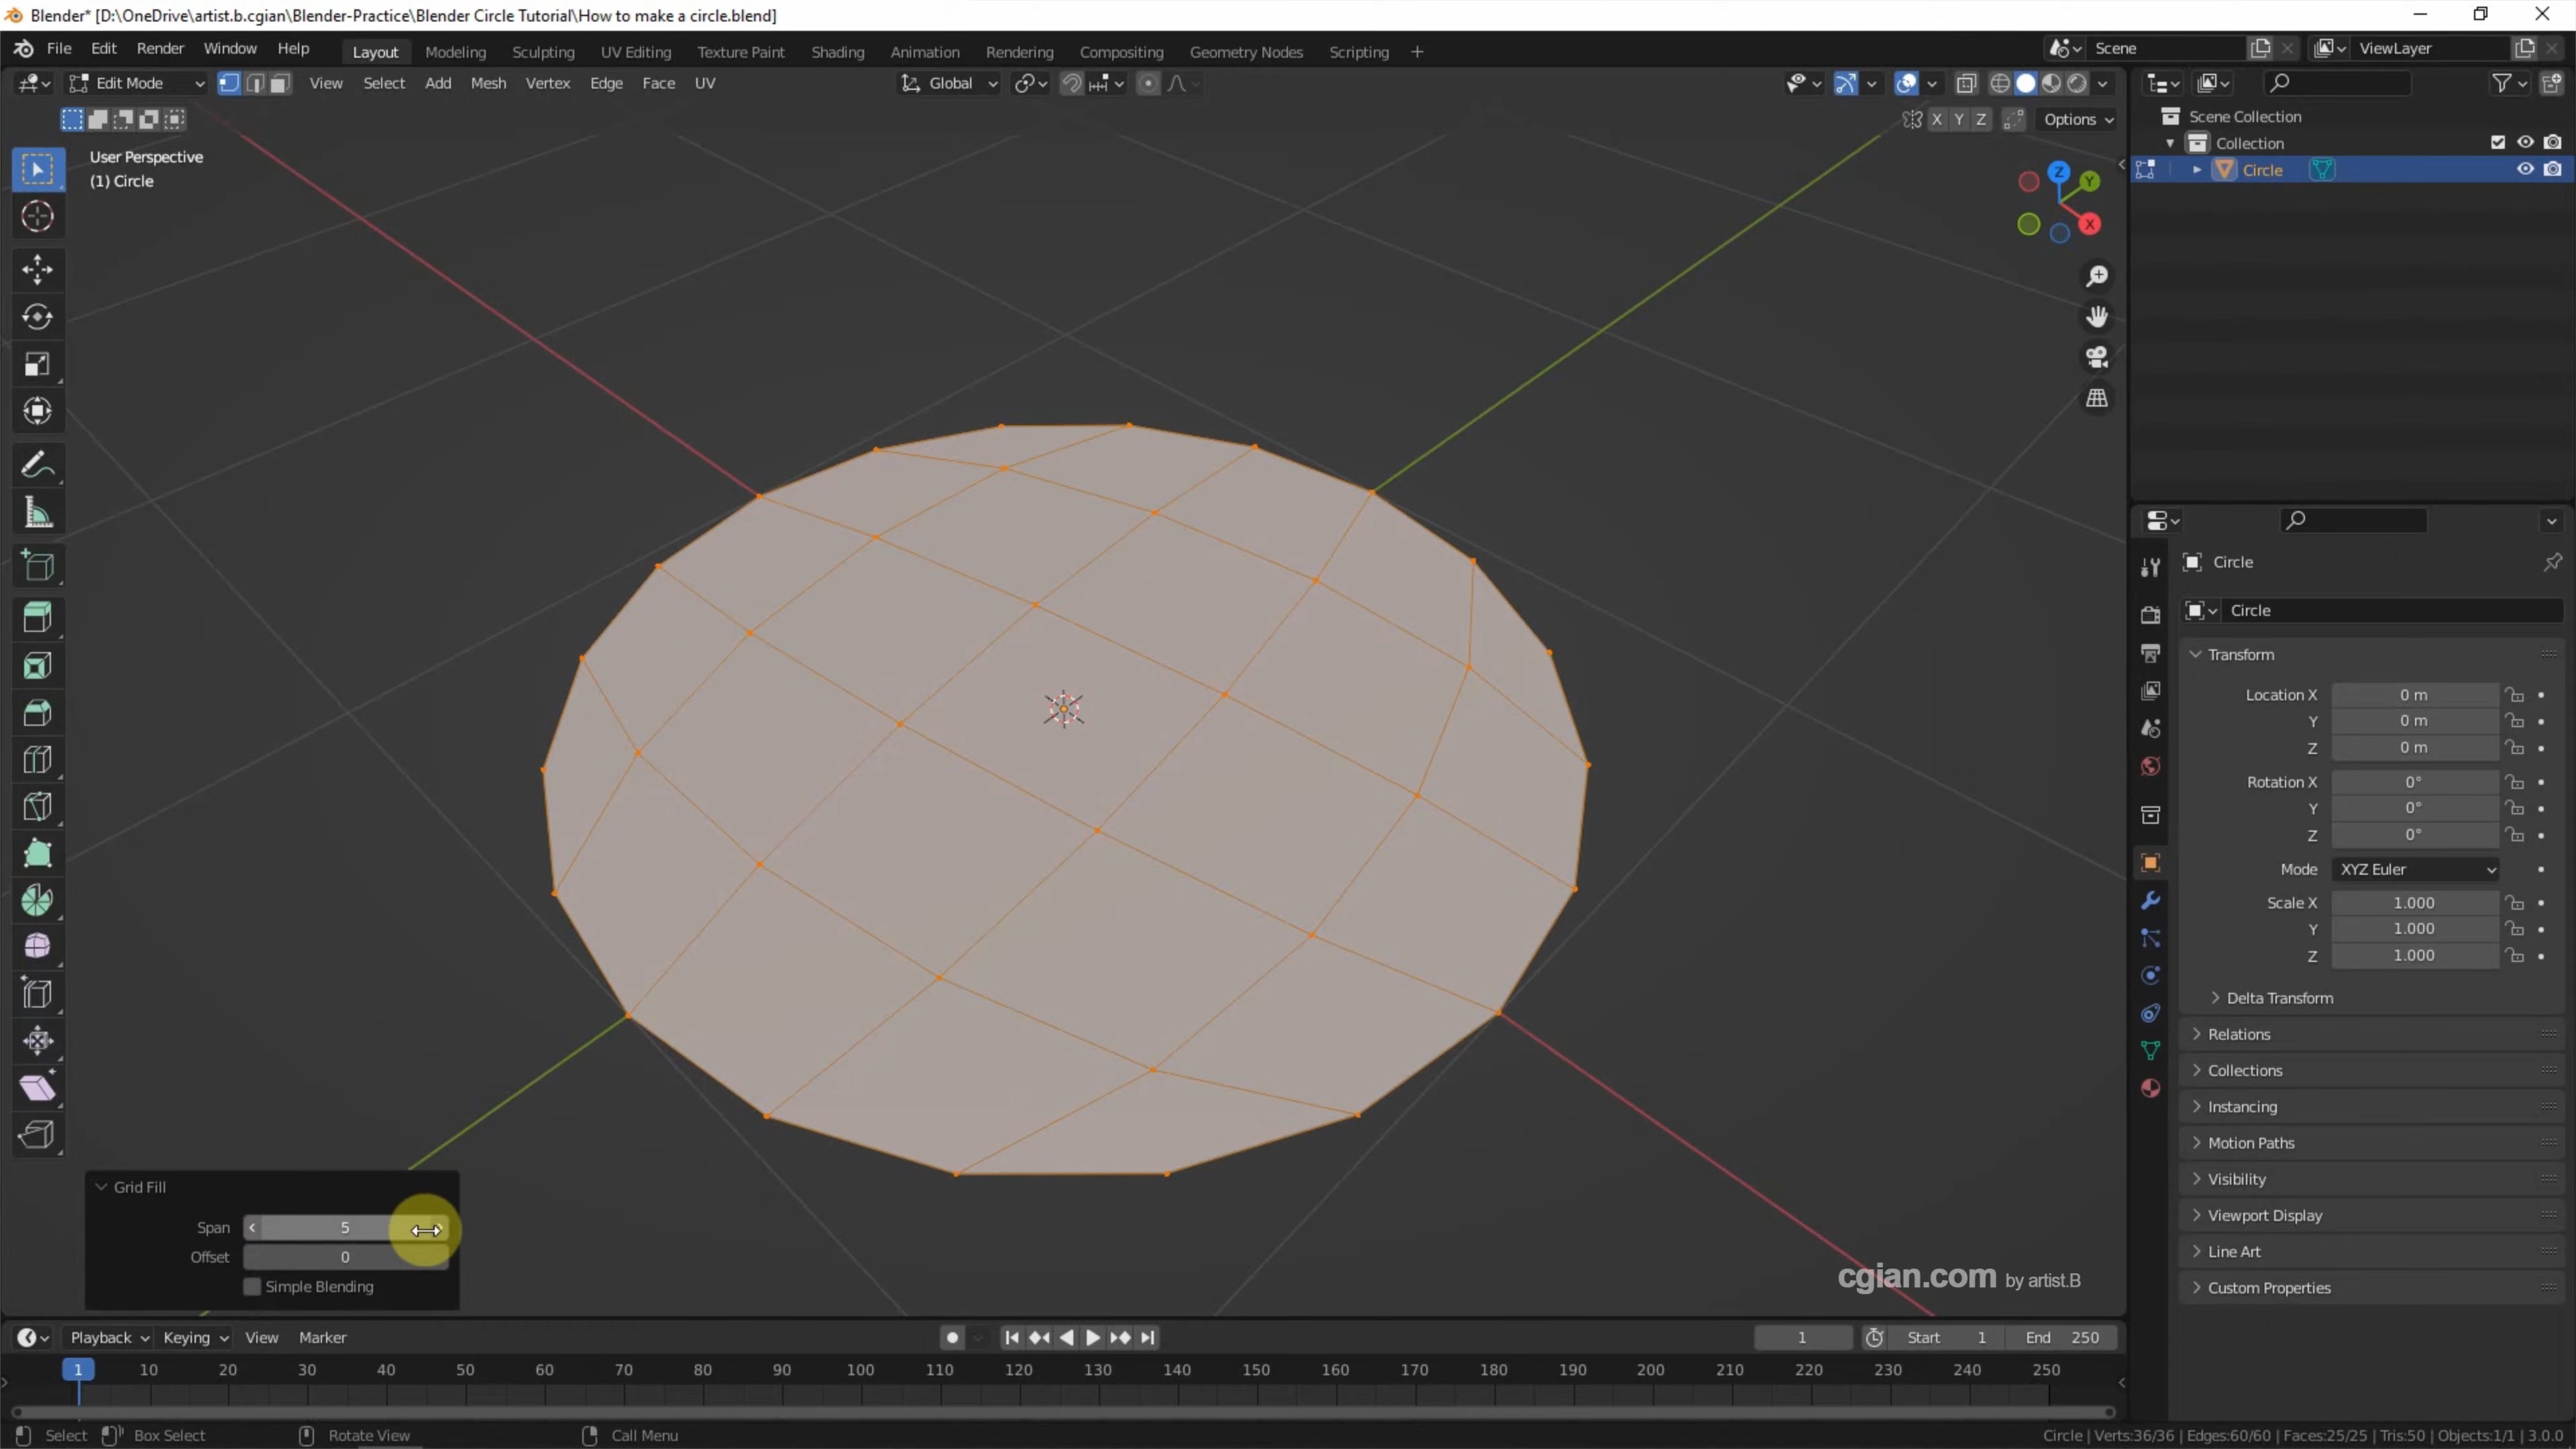 Blender* [D:\OneDrive\artist.b.cgian\Blender-Practice\Blender Circle Tutorial\How to make a circle.blend]
File Edit Render Window Help Layout Modeling Sculpting UV Editing Texture Paint Shading Animation Rendering Compositing Geometry Nodes Scripting + Scene ViewLayer
Edit Mode View Select Add Mesh Vertex Edge Face UV Global
X Y Z Options
User Perspective
(1) Circle
Z
Y
X
Scene Collection
Collection
Circle
Circle
Circle
Transform
Location X 0 m
Y 0 m
Z 0 m
Rotation X 0°
Y 0°
Z 0°
Mode XYZ Euler
Scale X 1.000
Y 1.000
Z 1.000
Delta Transform
Relations
Collections
Instancing
Motion Paths
Visibility
Viewport Display
Line Art
Custom Properties
Grid Fill
Span 5
Offset 0
Simple Blending
cgian.com by artist.B
Playback Keying View Marker 1 Start 1 End 250
1 10 20 30 40 50 60 70 80 90 100 110 120 130 140 150 160 170 180 190 200 210 220 230 240 250
Select Box Select Rotate View Call Menu Circle | Verts:36/36 | Edges:60/60 | Faces:25/25 | Tris:50 | Objects:1/1 | 3.0.0